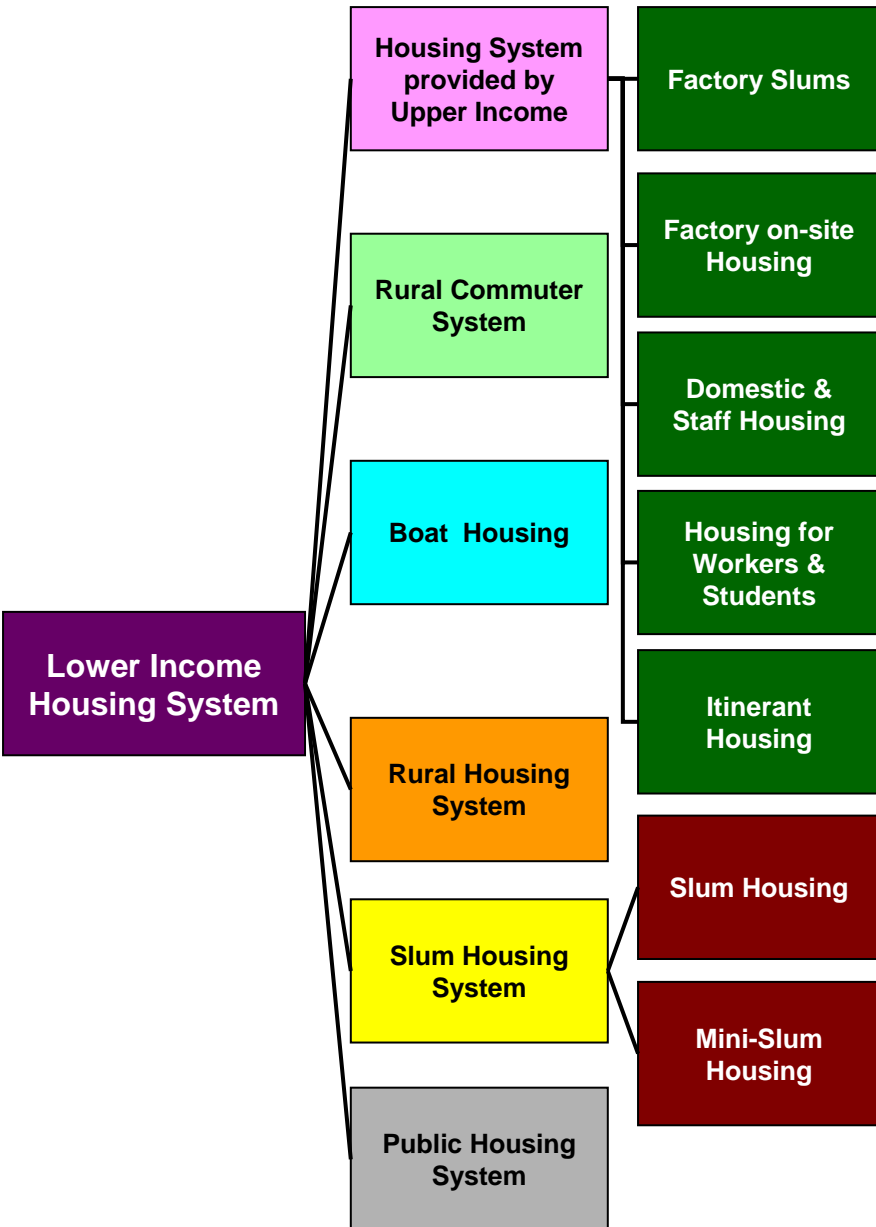 Lower Income
Housing System
Housing System
provided by
Upper Income
Rural Commuter
System
Boat  Housing
Rural Housing
System
Slum Housing
System
Public Housing
System
Factory Slums
Factory on-site
Housing
Domestic &
Staff Housing
Housing for
Workers &
Students
Itinerant
Housing
Slum Housing
Mini-Slum
Housing